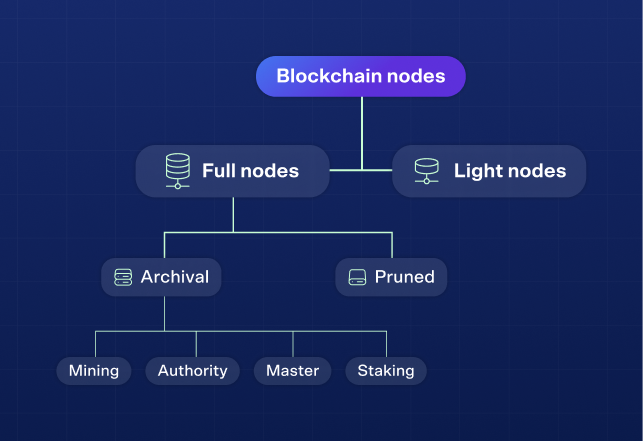 Blockchain nodes
Full nodes
Light nodes
Archival
Pruned
Mining
Authority
Master
Staking